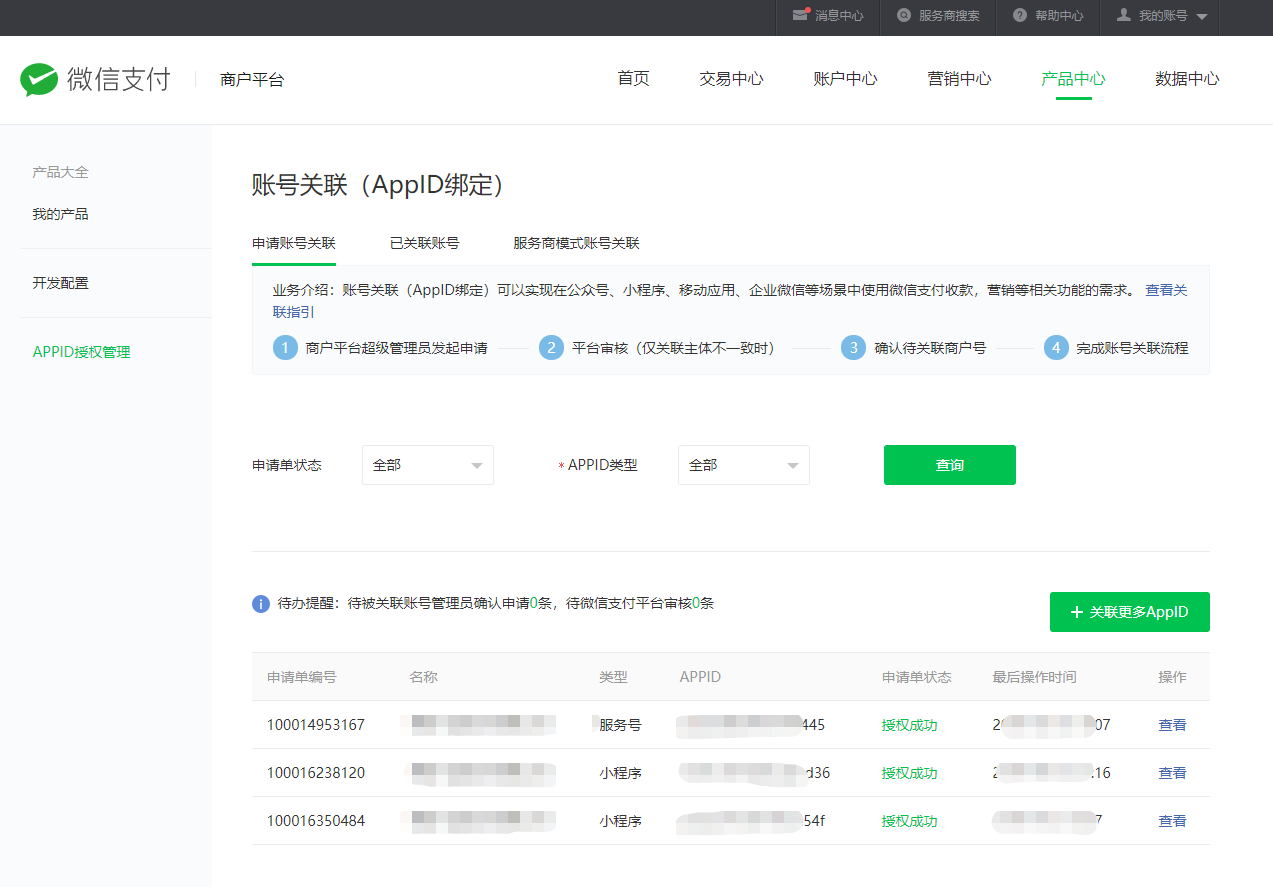 消息中心 服务商搜索 帮助中心 我的账号
微信支付 商户平台 首页 交易中心 账户中心 营销中心 产品中心 数据中心
产品大全
我的产品
开发配置
APPID授权管理
账号关联（AppID绑定）
申请账号关联 已关联账号 服务商模式账号关联
业务介绍：账号关联（AppID绑定）可以实现在公众号、小程序、移动应用、企业微信等场景中使用微信支付收款，营销等相关功能的需求。 查看关
联指引
1 商户平台超级管理员发起申请 2 平台审核（仅关联主体不一致时） 3 确认待关联商户号 4 完成账号关联流程
申请单状态 全部 * APPID类型 全部 查询
待办提醒：待被关联账号管理员确认申请0条，待微信支付平台审核0条
+ 关联更多AppID
申请单编号 名称 类型 APPID 申请单状态 最后操作时间 操作
100014953167 服务号 445 授权成功 2 07 查看
100016238120 小程序 d36 授权成功 2 16 查看
100016350484 小程序 54f 授权成功 7 查看